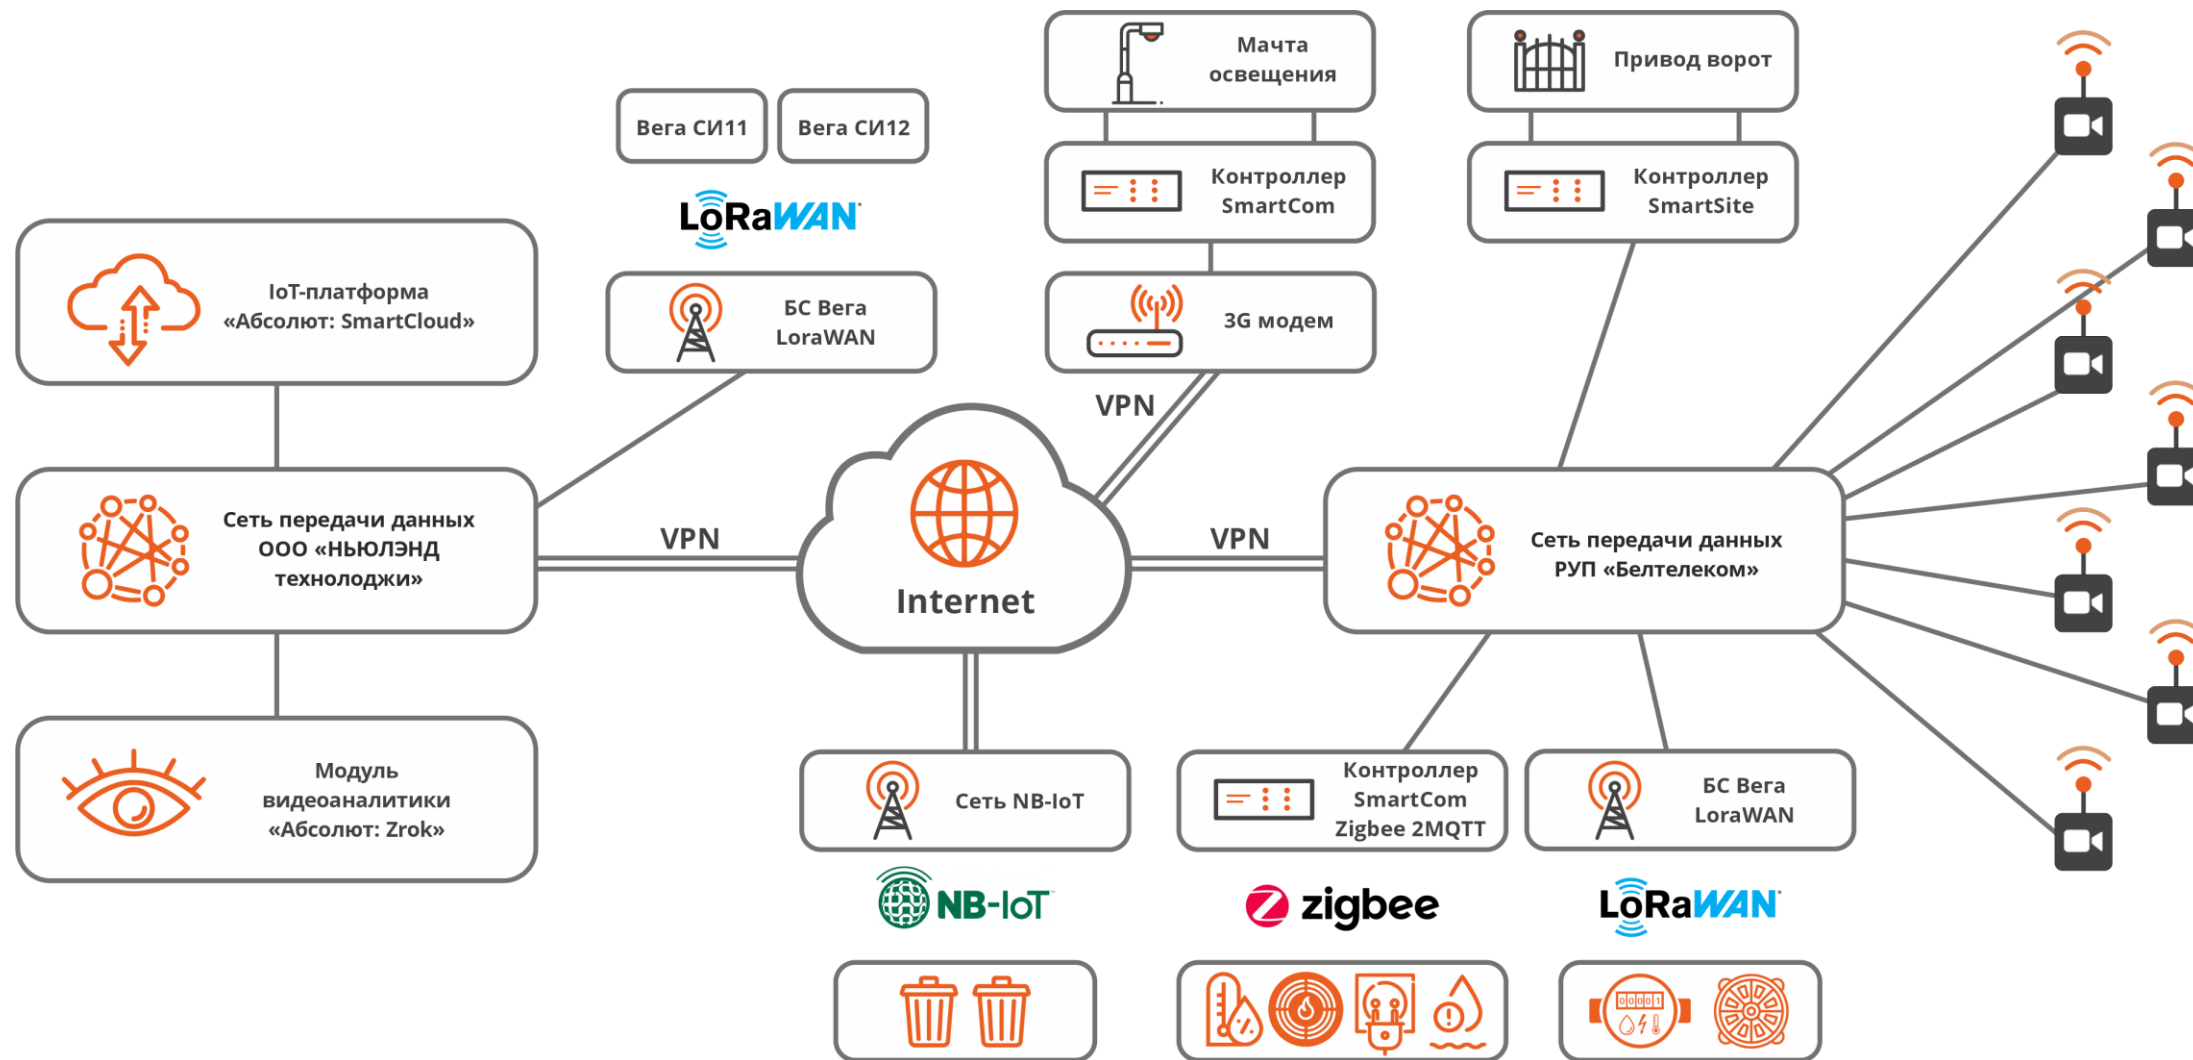 Мачта
освещения
Привод ворот
Вега СИ11
Вега СИ12
LoRaWAN
Контроллер
SmartCom
Контроллер
SmartSite
IoT-платформа
«Абсолют: SmartCloud»
БС Вега
LoraWAN
3G модем
VPN
Сеть передачи данных
ООО «НЬЮЛЭНД
технолоджи»
VPN
Internet
VPN
Сеть передачи данных
РУП «Белтелеком»
Модуль
видеоаналитики
«Абсолют: Zrok»
Сеть NB-IoT
Контроллер
SmartCom
Zigbee 2MQTT
БС Вега
LoraWAN
NB-IoT
zigbee
LoRaWAN
%
00001